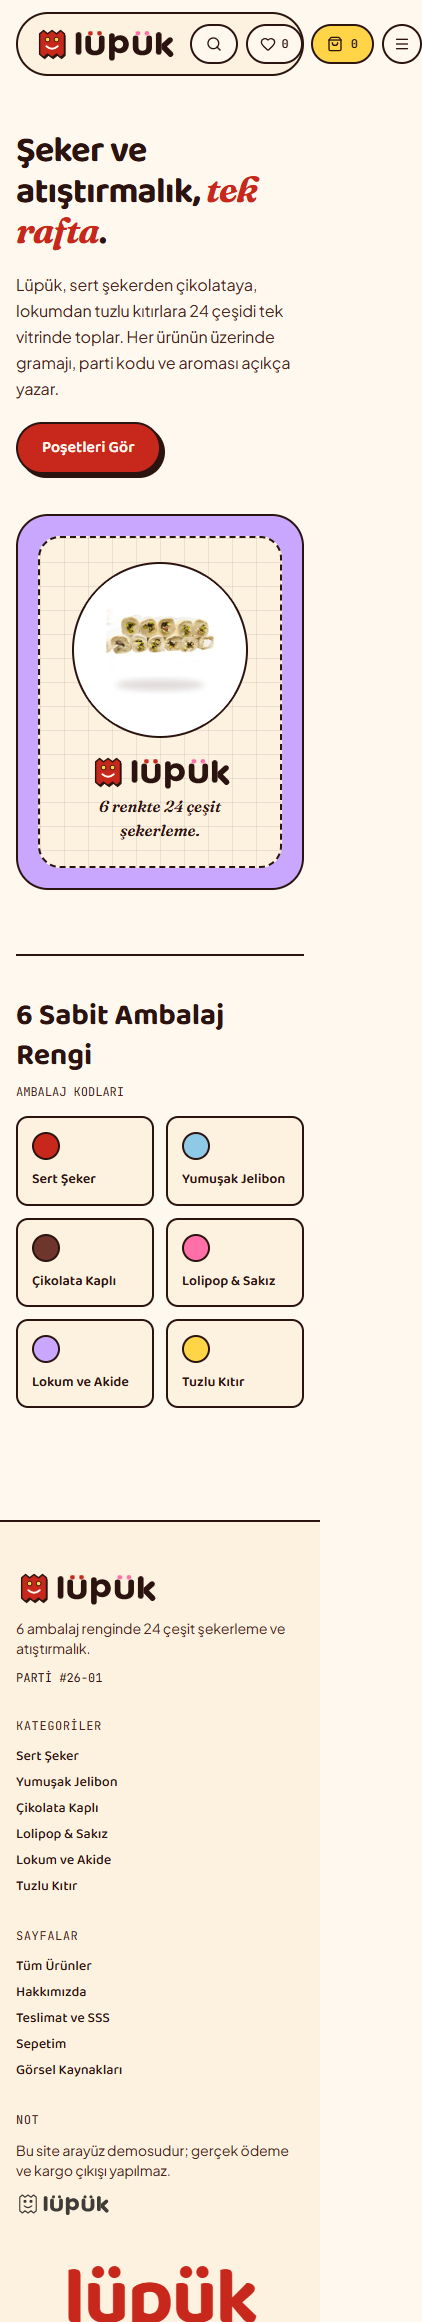 lüpük
0
0
Şeker ve
atıştırmalık, tek
rafta.
Lüpük, sert şekerden çikolataya,
lokumdan tuzlu kıtırlara 24 çeşidi tek
vitrinde toplar. Her ürünün üzerinde
gramajı, parti kodu ve aroması açıkça
yazar.
Poşetleri Gör
lüpük
6 renkte 24 çeşit
şekerleme.
6 Sabit Ambalaj
Rengi
AMBALAJ KODLARI
Sert Şeker
Yumuşak Jelibon
Çikolata Kaplı
Lolipop & Sakız
Lokum ve Akide
Tuzlu Kıtır
lüpük
6 ambalaj renginde 24 çeşit şekerleme ve
atıştırmalık.
PARTİ #26-01
KATEGORİLER
Sert Şeker
Yumuşak Jelibon
Çikolata Kaplı
Lolipop & Sakız
Lokum ve Akide
Tuzlu Kıtır
SAYFALAR
Tüm Ürünler
Hakkımızda
Teslimat ve SSS
Sepetim
Görsel Kaynakları
NOT
Bu site arayüz demosudur; gerçek ödeme
ve kargo çıkışı yapılmaz.
lüpük
lüpük